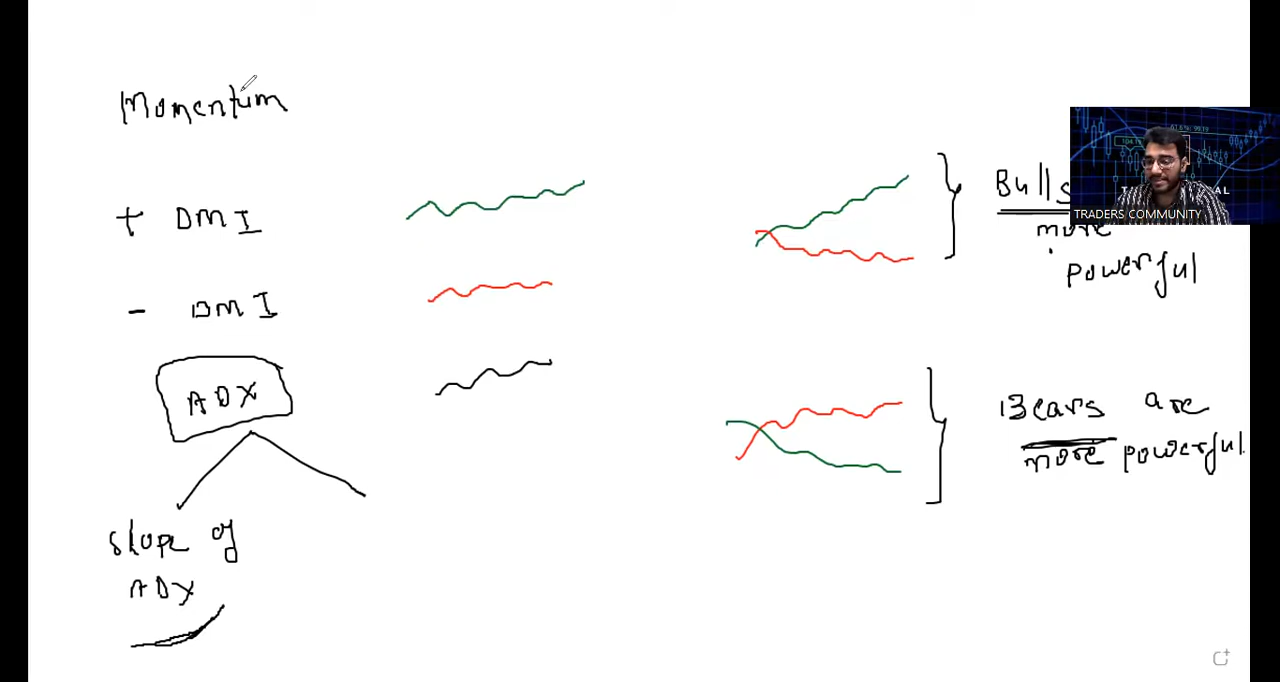 Momentum
+ DMI
- DMI
ADX
slope of
ADX
Bulls
more
powerful
Bears are
more powerful
TRADERS COMMUNITY